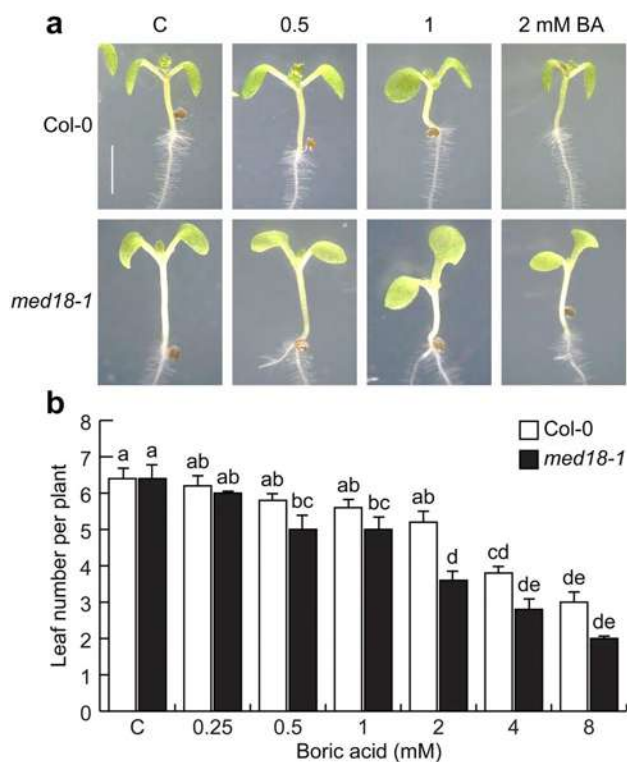 a
C 0.5 1 2 mM BA
Col-0
med18-1
b
8
7
6
5
4
3
2
1
0
Leaf number per plant
Col-0
med18-1
a a ab ab ab bc ab bc ab d cd de de de
C 0.25 0.5 1 2 4 8
Boric acid (mM)